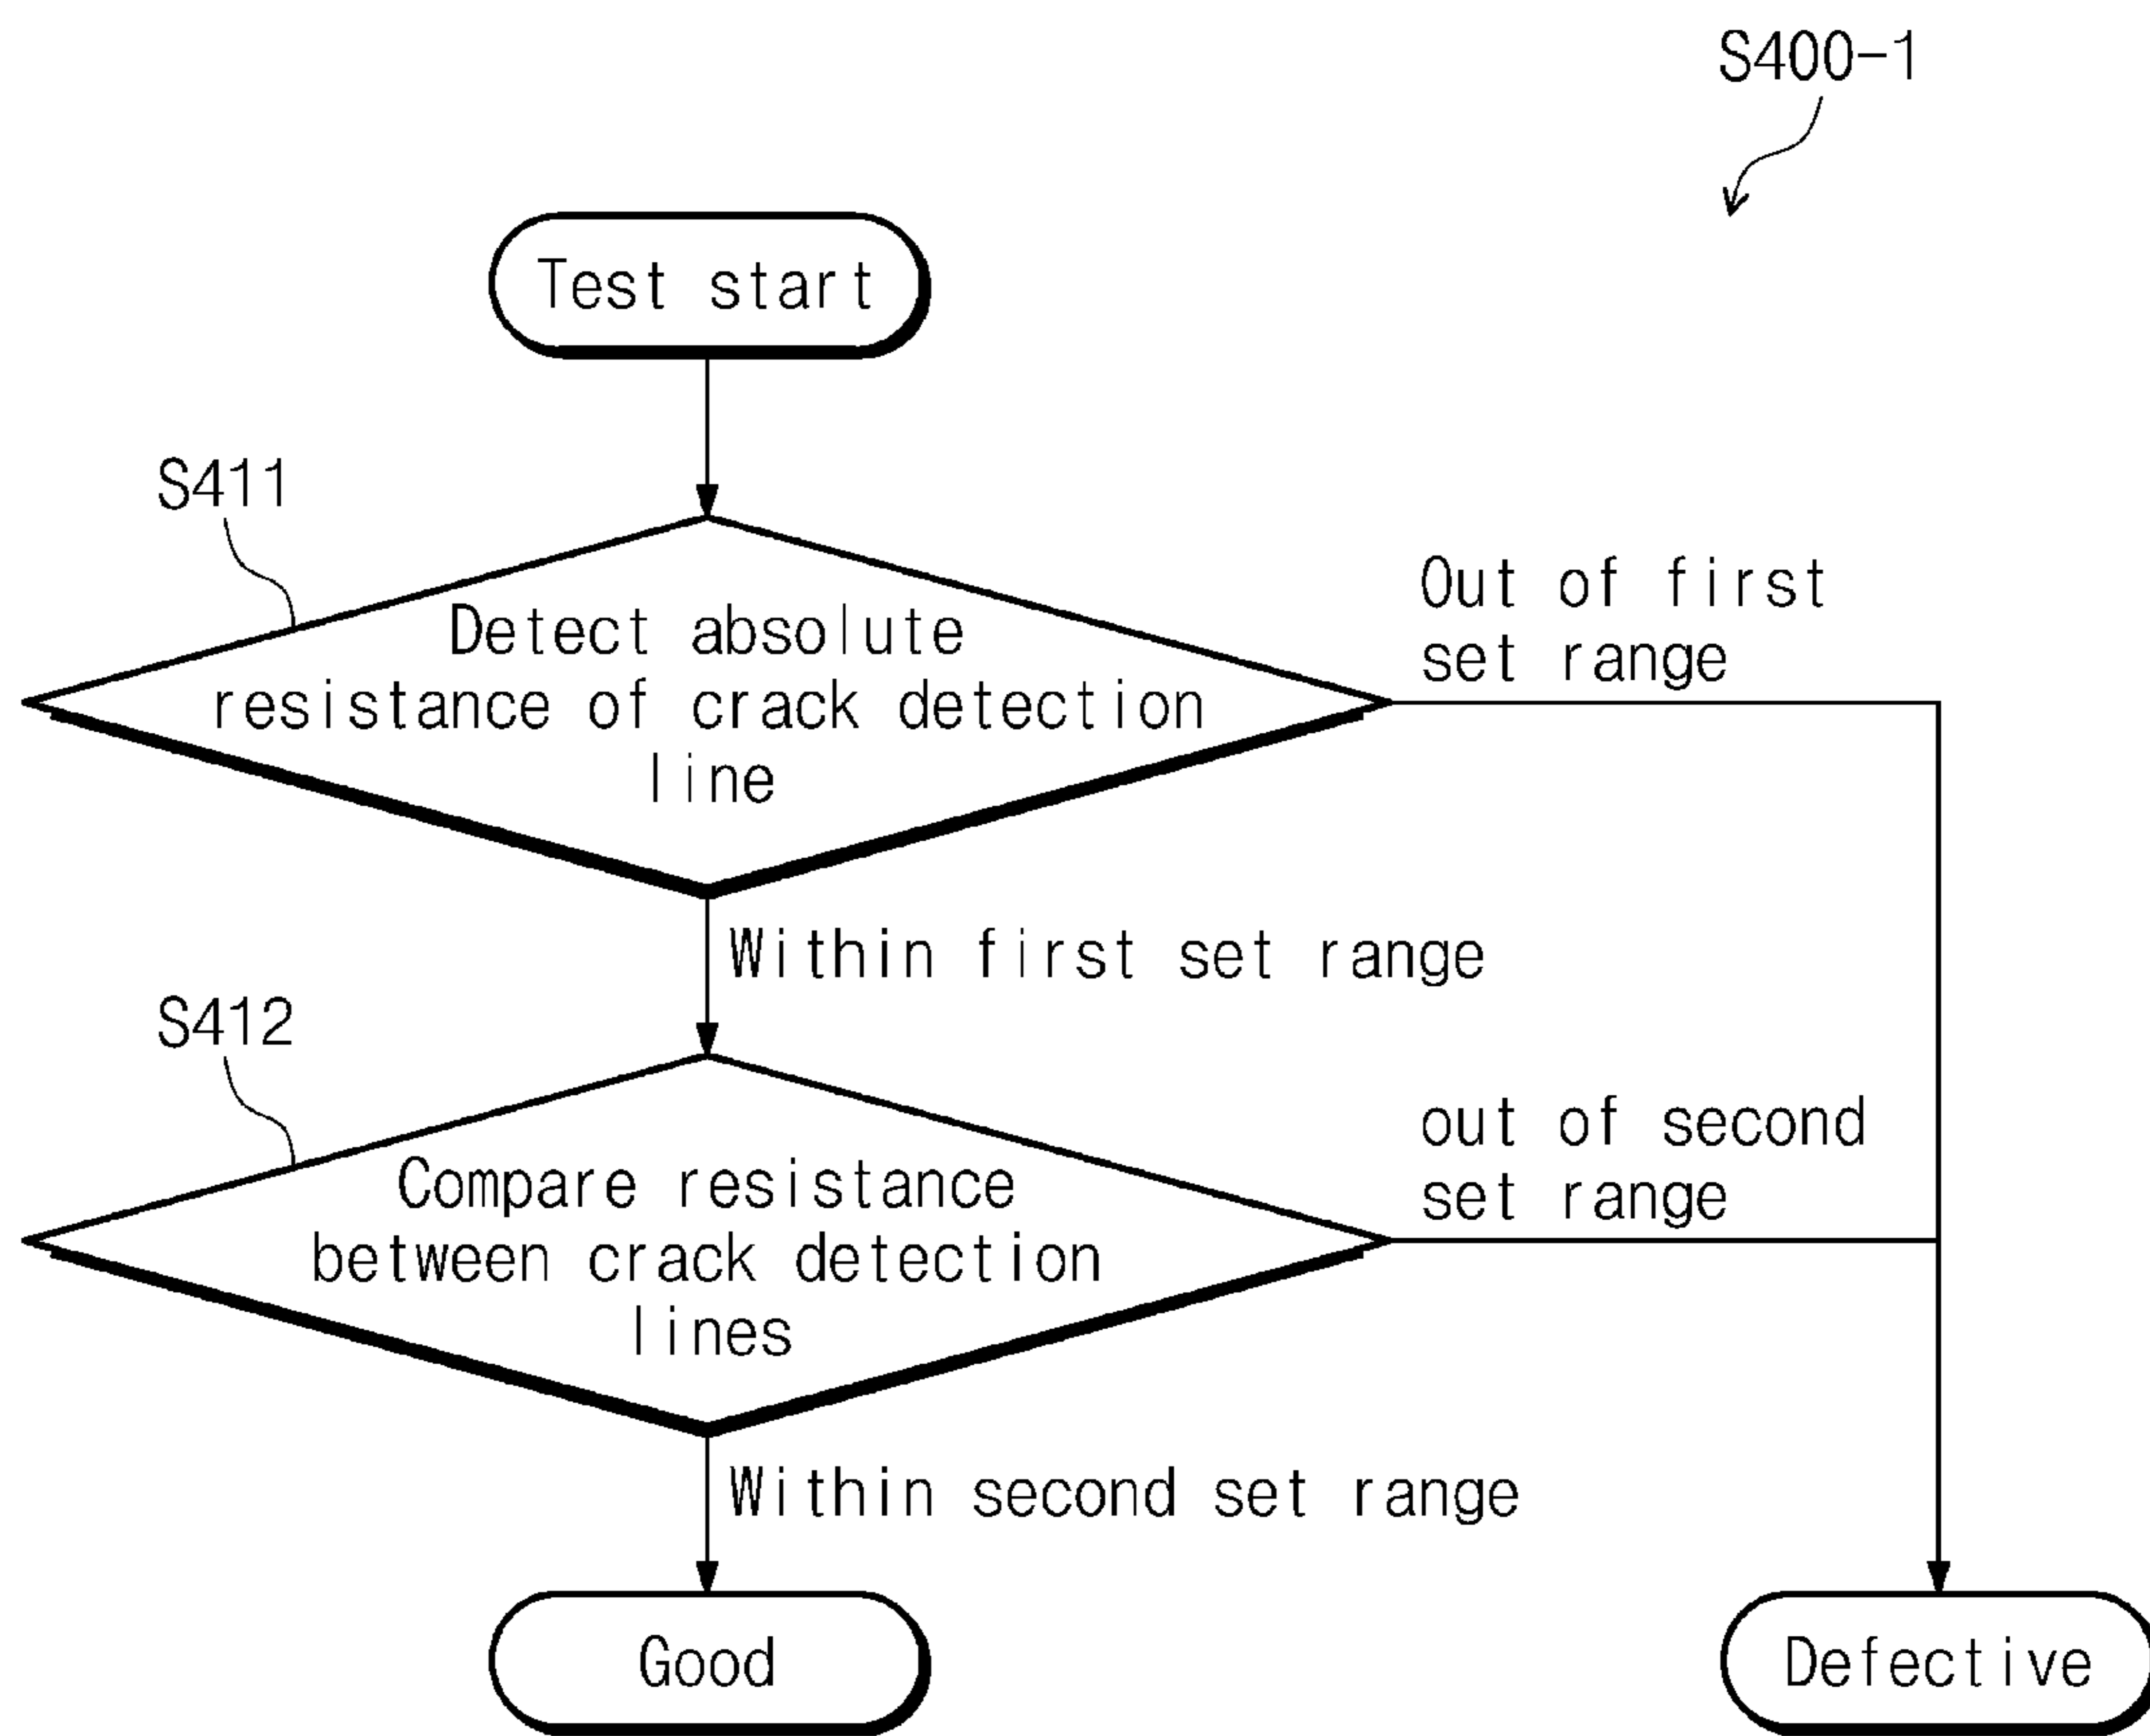 S400-1
Test start
S411
Detect absolute
resistance of crack detection
line
Out of first
set range
Within first set range
S412
Compare resistance
between crack detection
lines
out of second
set range
Within second set range
Good
Defective